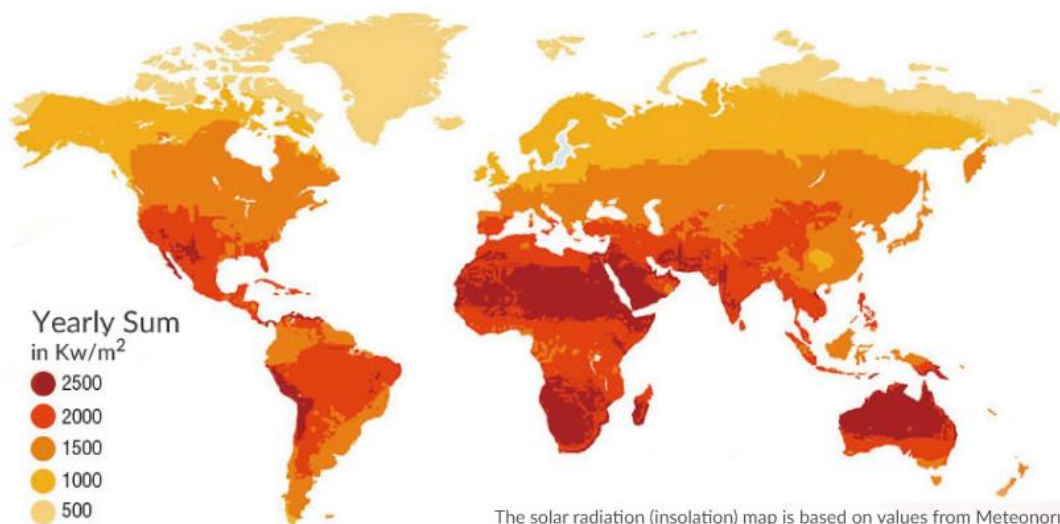 Yearly Sum
in Kw/m²
2500
2000
1500
1000
500
The solar radiation (insolation) map is based on values from